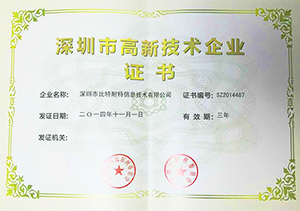 深圳市高新技术企业
证书
企业名称: 深圳市比特耐特信息技术有限公司 证书编号: SZ2014487
发证日期: 二〇一四年十一月一日 有效期: 三年
发证机关: